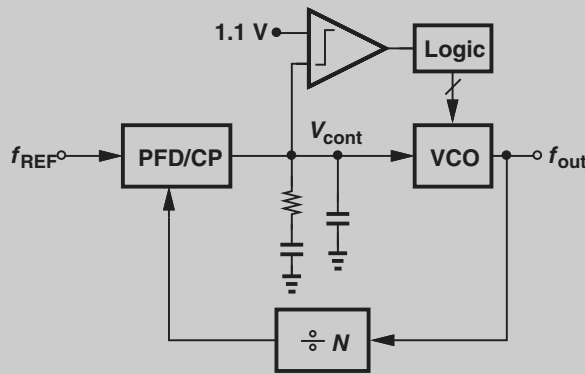 1.1 V
Logic
V_cont
f_REF
PFD/CP
VCO
f_out
÷ N